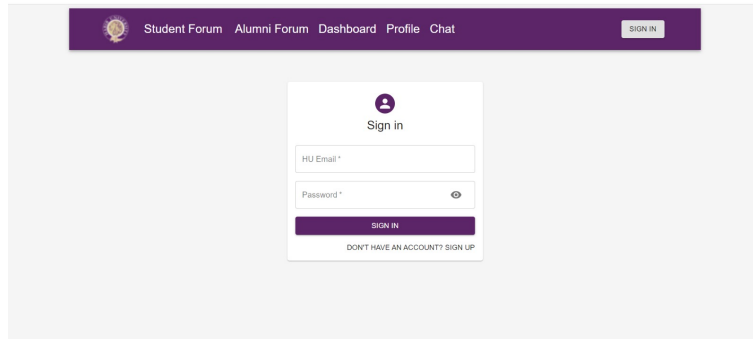 Student Forum Alumni Forum Dashboard Profile Chat SIGN IN
Sign in
HU Email *
Password *
SIGN IN
DON'T HAVE AN ACCOUNT? SIGN UP